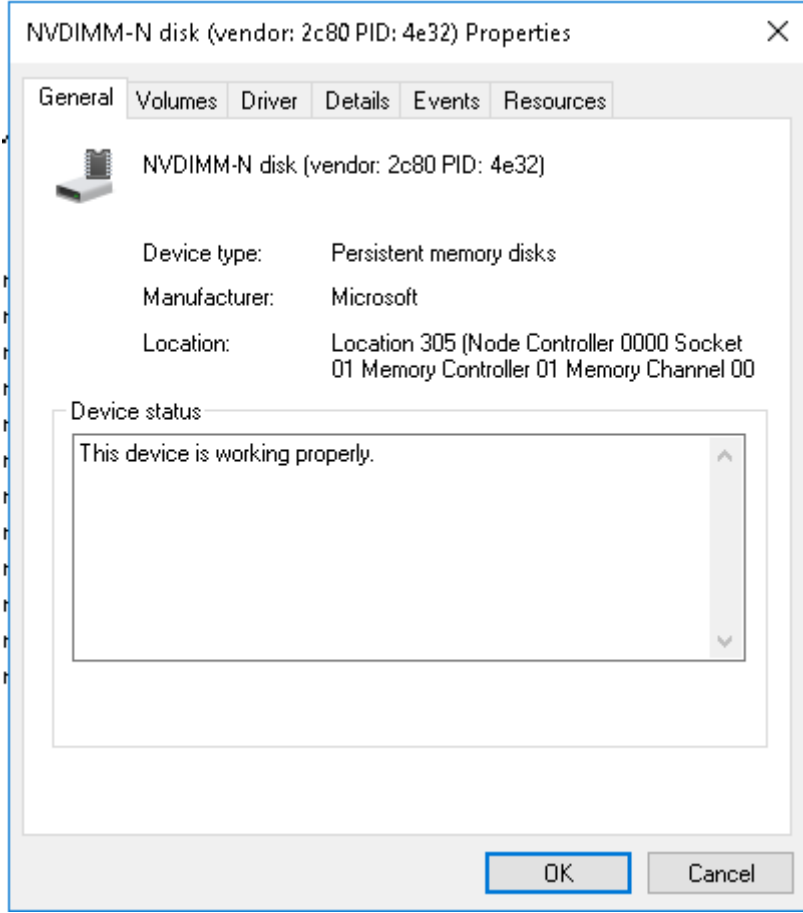 NVDIMM-N disk (vendor: 2c80 PID: 4e32) Properties
General Volumes Driver Details Events Resources
NVDIMM-N disk (vendor: 2c80 PID: 4e32)
Device type: Persistent memory disks
Manufacturer: Microsoft
Location: Location 305 (Node Controller 0000 Socket
01 Memory Controller 01 Memory Channel 00
Device status
This device is working properly.
OK Cancel